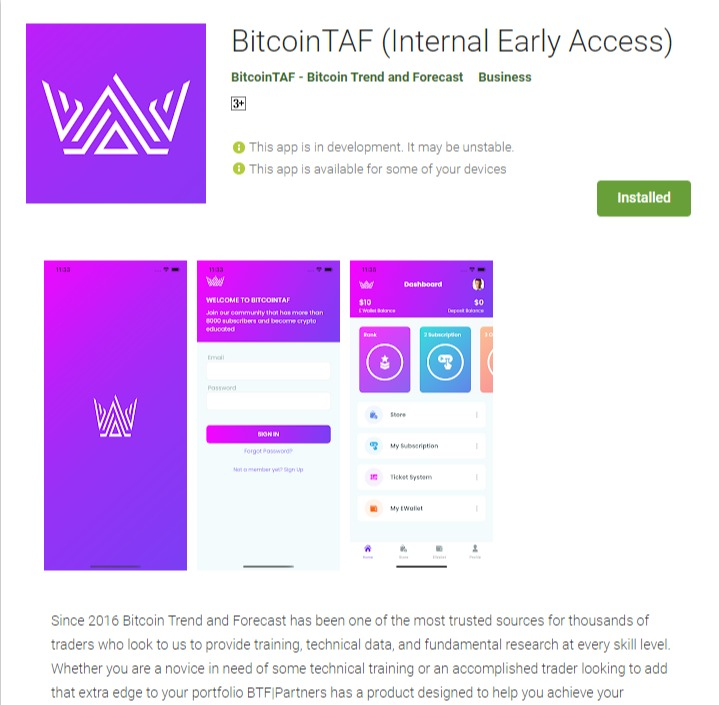 BitcoinTAF (Internal Early Access)
BitcoinTAF - Bitcoin Trend and Forecast Business
3+
This app is in development. It may be unstable.
This app is available for some of your devices
Installed
11:33
11:33
WELCOME TO BITCOINTAF
Join our cammunity that has more than
8000 subscribers and become crypto
educated
Email
Password
SIGN IN
Forgot Password?
Not a member yet? Sign Up
Dashboard
$10
$0
E Wallet Balance
Deposit Balance
Rank
2 Subscription
Store
My Subscription
Ticket System
My EWallet
Home
Since 2016 Bitcoin Trend and Forecast has been one of the most trusted sources for thousands of
traders who look to us to provide training, technical data, and fundamental research at every skill level.
Whether you are a novice in need of some technical training or an accomplished trader looking to add
that extra edge to your portfolio BTF|Partners has a product designed to help you achieve your